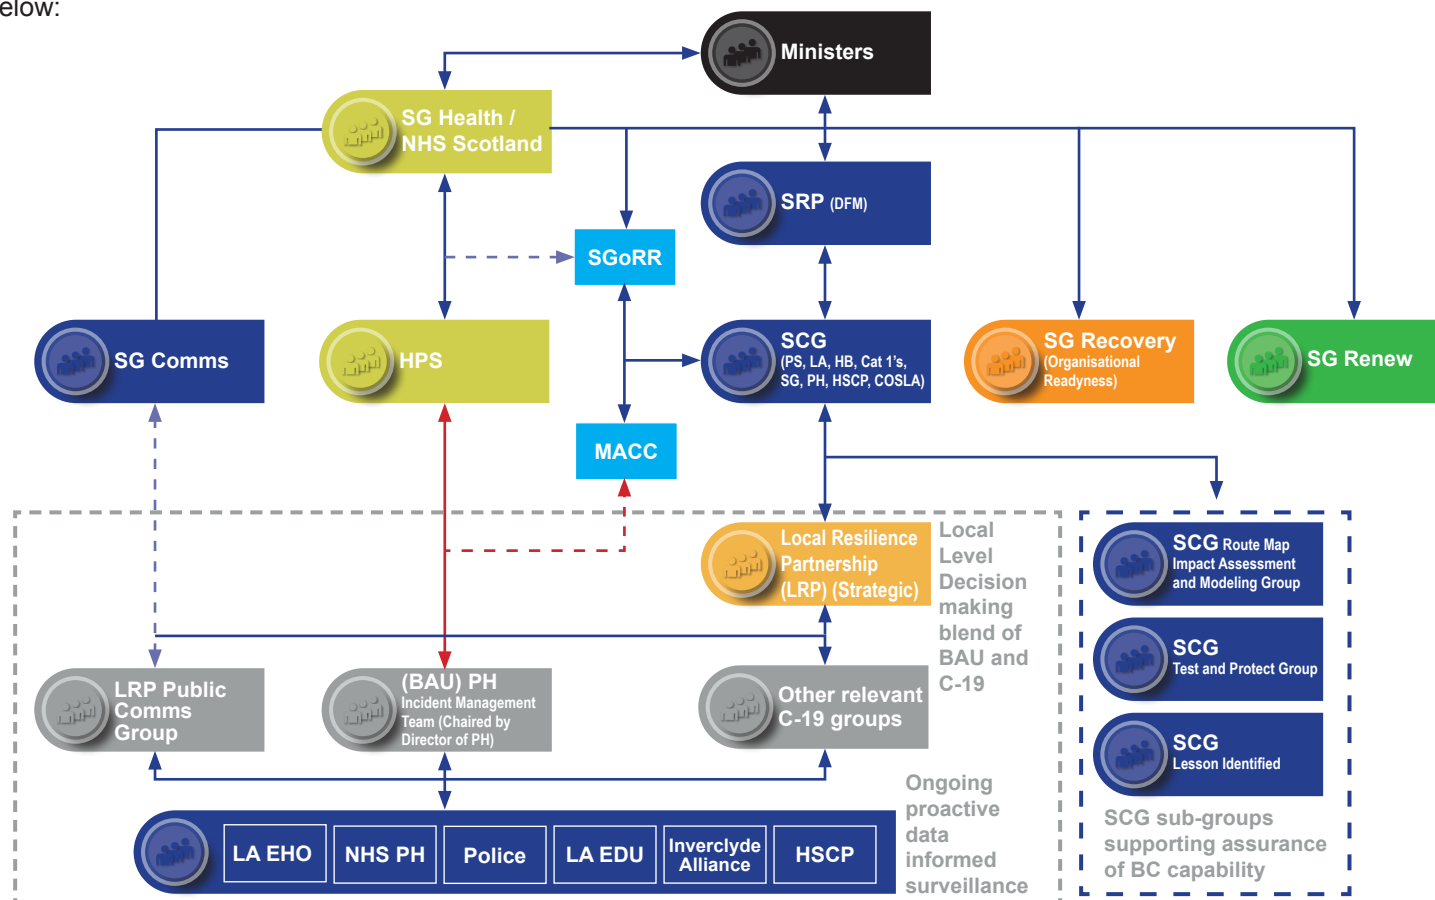 elow:
Ministers
SG Health /
NHS Scotland
SRP (DFM)
SGoRR
SG Comms
HPS
SCG
(PS, LA, HB, Cat 1's,
SG, PH, HSCP, COSLA)
SG Recovery
(Organisational
Readyness)
SG Renew
MACC
Local Resilience
Partnership
(LRP) (Strategic)
Local
Level
Decision
making
blend of
BAU and
C-19
SCG Route Map
Impact Assessment
and Modeling Group
SCG
Test and Protect Group
SCG
Lesson Identified
SCG sub-groups
supporting assurance
of BC capability
LRP Public
Comms
Group
(BAU) PH
Incident Management
Team (Chaired by
Director of PH)
Other relevant
C-19 groups
Ongoing
proactive
data
informed
surveillance
LA EHO
NHS PH
Police
LA EDU
Inverclyde
Alliance
HSCP